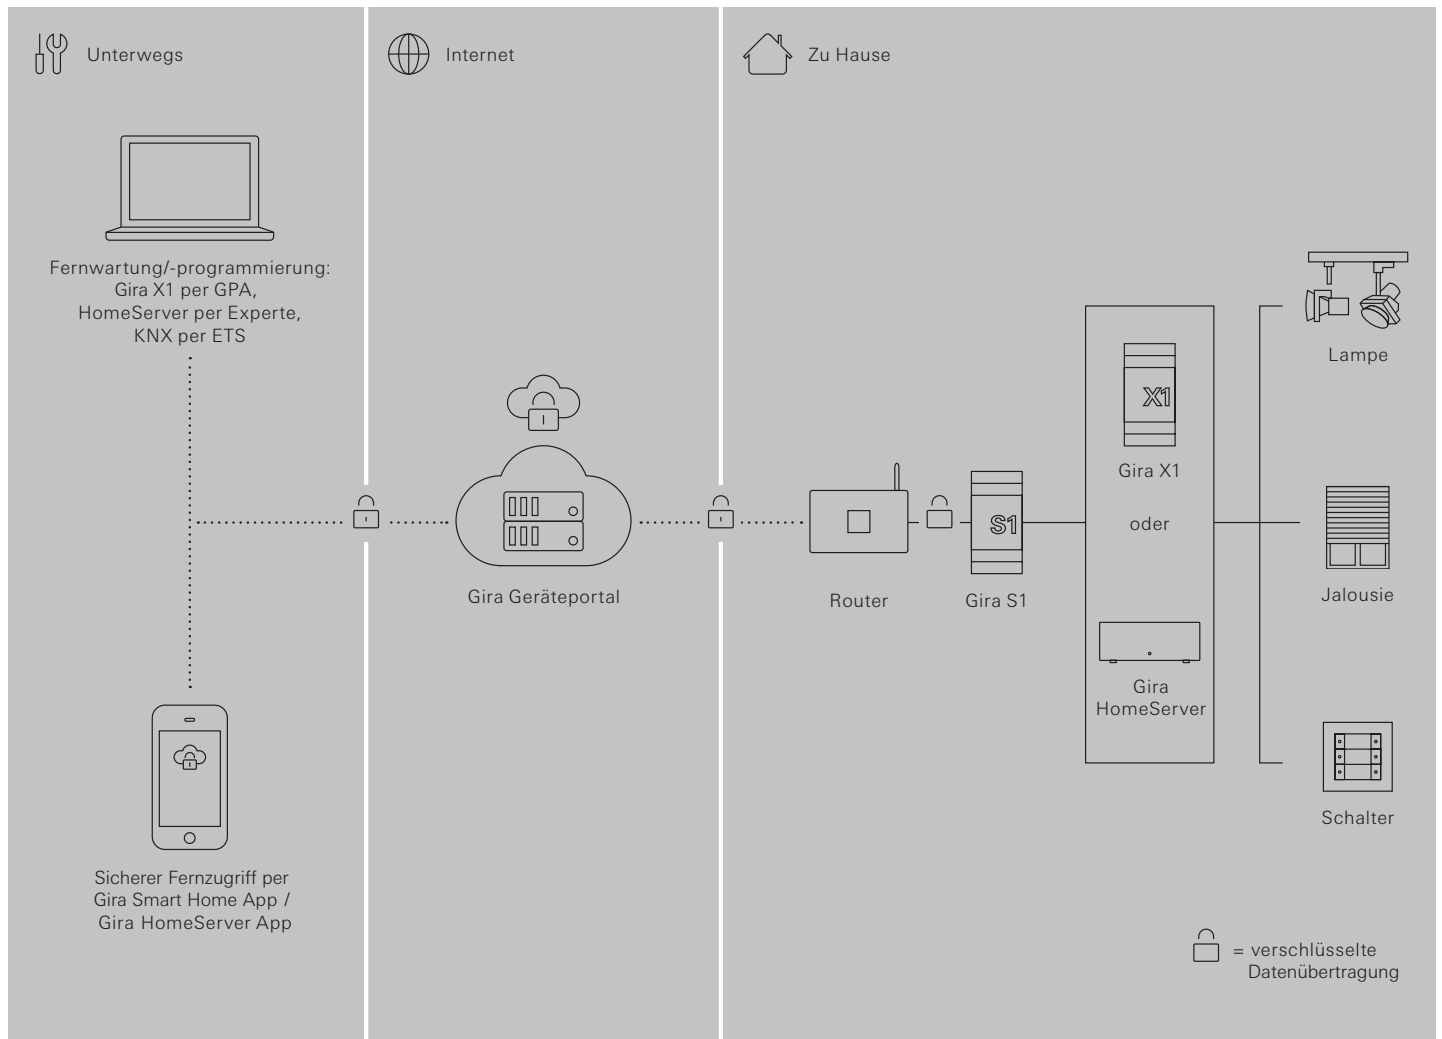 Unterwegs
Internet
Zu Hause
Fernwartung/-programmierung:
Gira X1 per GPA,
HomeServer per Experte,
KNX per ETS
Sicherer Fernzugriff per
Gira Smart Home App /
Gira HomeServer App
Gira Geräteportal
Router
S1
Gira S1
X1
Gira X1
oder
Gira
HomeServer
Lampe
Jalousie
Schalter
= verschlüsselte
Datenübertragung